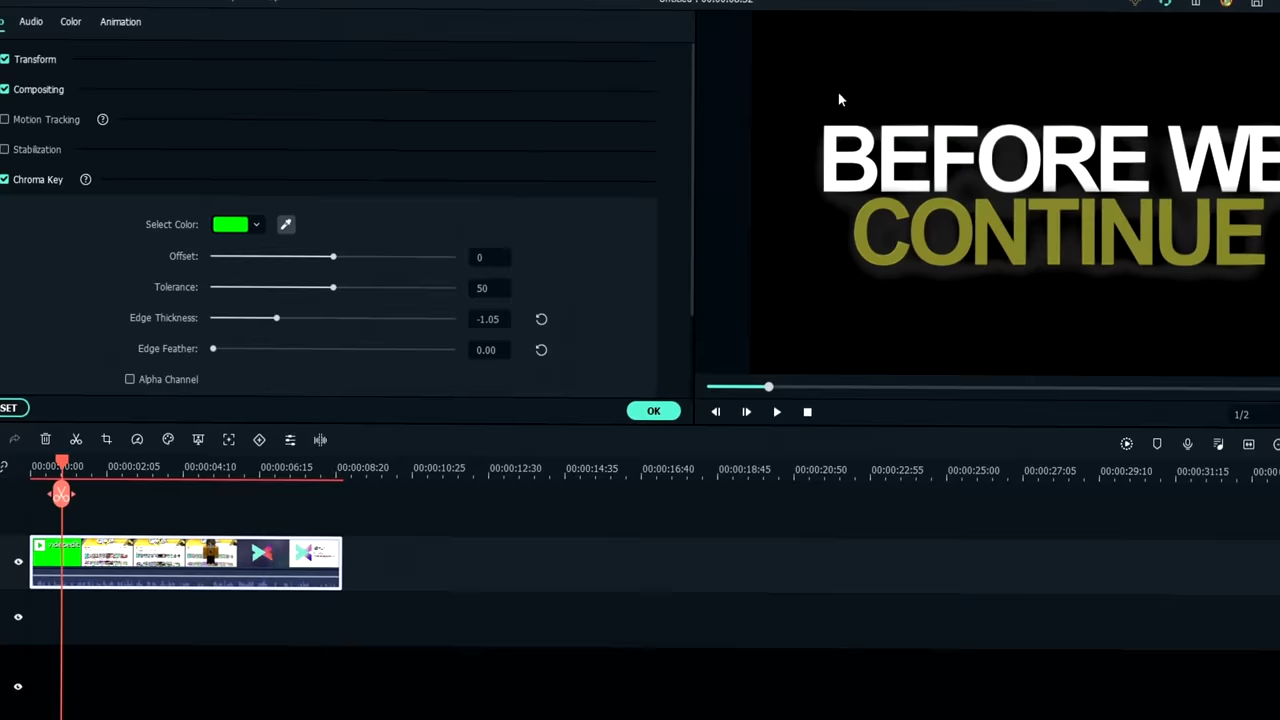 Audio Color Animation
Transform
Compositing
Motion Tracking
Stabilization
Chroma Key
Select Color:
Offset: 0
Tolerance: 50
Edge Thickness: -1.05
Edge Feather: 0.00
Alpha Channel
SET
OK
BEFORE WE
CONTINUE
1/2
00:00:02:05 00:00:04:10 00:00:06:15 00:00:08:20 00:00:10:25 00:00:12:30 00:00:14:35 00:00:16:40 00:00:18:45 00:00:20:50 00:00:22:55 00:00:25:00 00:00:27:05 00:00:29:10 00:00:31:15